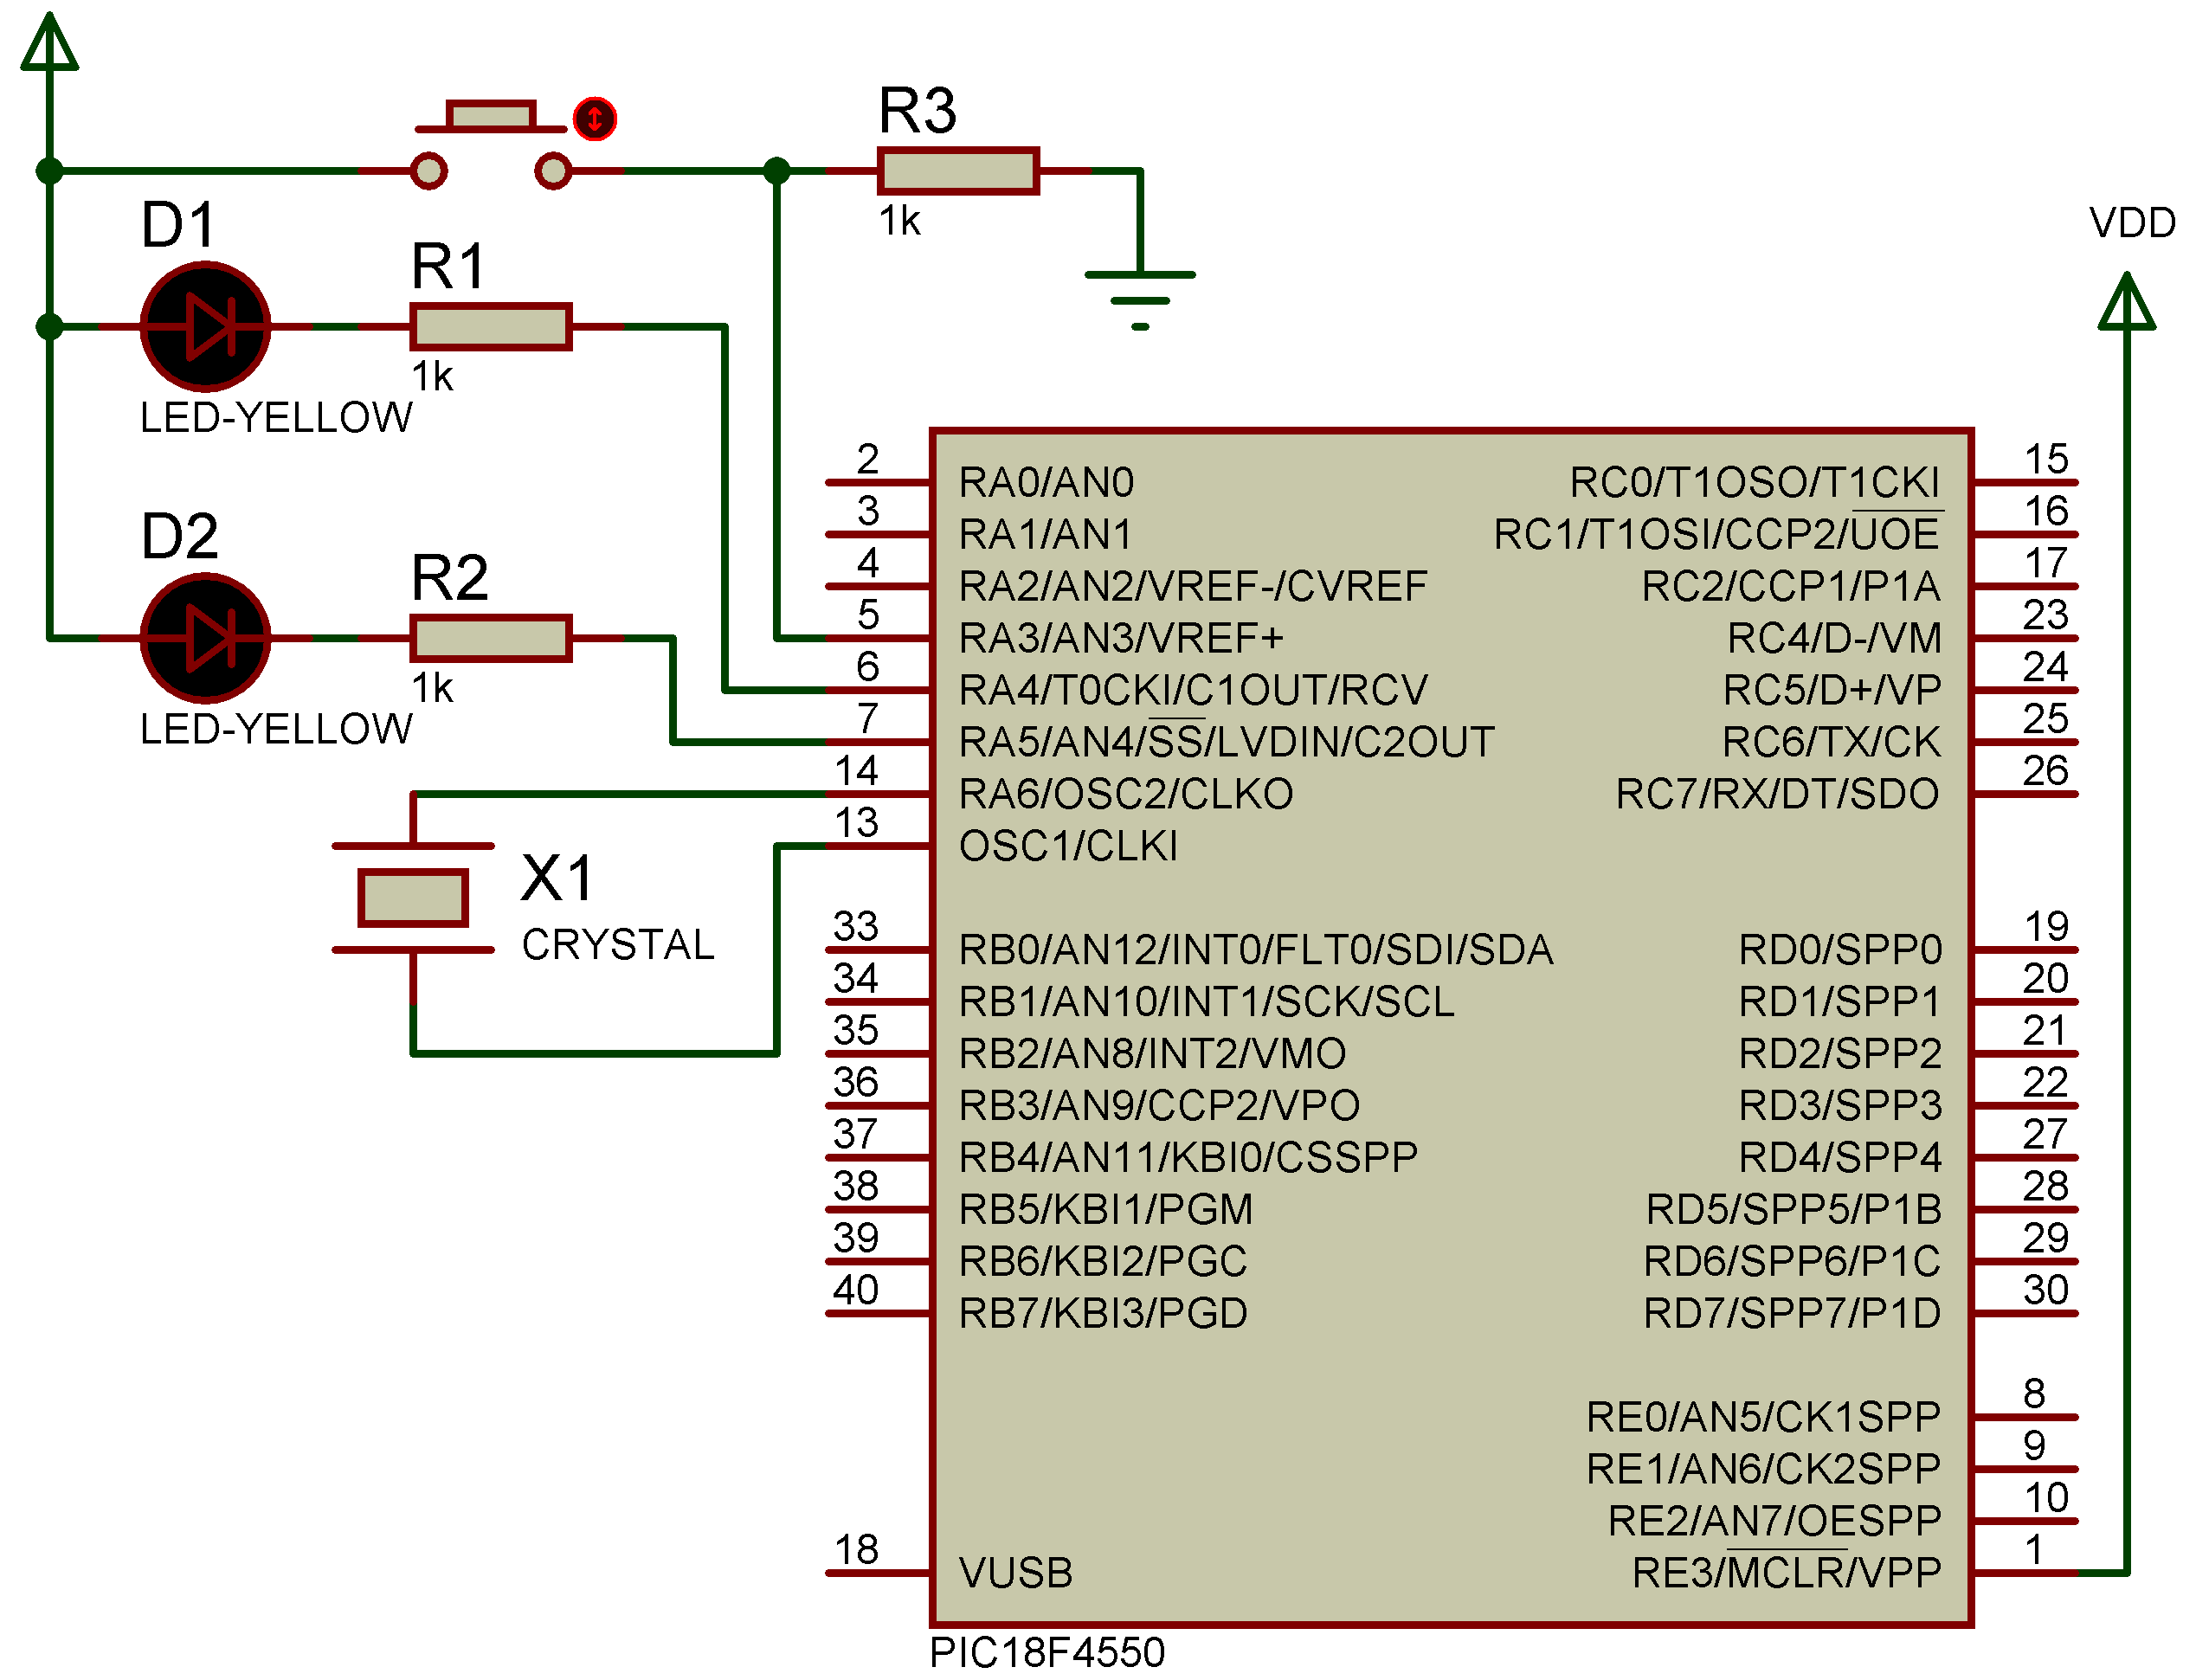 R3
1k
VDD
D1
R1
1k
LED-YELLOW
D2
R2
1k
LED-YELLOW
X1
CRYSTAL
2 RA0/AN0
3 RA1/AN1
4 RA2/AN2/VREF-/CVREF
5 RA3/AN3/VREF+
6 RA4/T0CKI/C1OUT/RCV
7 RA5/AN4/SS/LVDIN/C2OUT
14 RA6/OSC2/CLKO
13 OSC1/CLKI
33 RB0/AN12/INT0/FLT0/SDI/SDA
34 RB1/AN10/INT1/SCK/SCL
35 RB2/AN8/INT2/VMO
36 RB3/AN9/CCP2/VPO
37 RB4/AN11/KBI0/CSSPP
38 RB5/KBI1/PGM
39 RB6/KBI2/PGC
40 RB7/KBI3/PGD
18 VUSB
RC0/T1OSO/T1CKI 15
RC1/T1OSI/CCP2/UOE 16
RC2/CCP1/P1A 17
RC4/D-/VM 23
RC5/D+/VP 24
RC6/TX/CK 25
RC7/RX/DT/SDO 26
RD0/SPP0 19
RD1/SPP1 20
RD2/SPP2 21
RD3/SPP3 22
RD4/SPP4 27
RD5/SPP5/P1B 28
RD6/SPP6/P1C 29
RD7/SPP7/P1D 30
RE0/AN5/CK1SPP 8
RE1/AN6/CK2SPP 9
RE2/AN7/OESPP 10
RE3/MCLR/VPP 1
PIC18F4550